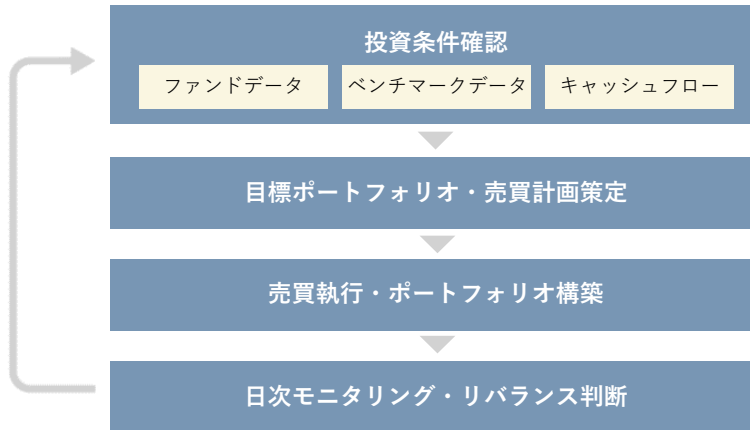 投資条件確認
ファンドデータ
ベンチマークデータ
キャッシュフロー
目標ポートフォリオ・売買計画策定
売買執行・ポートフォリオ構築
日次モニタリング・リバランス判断